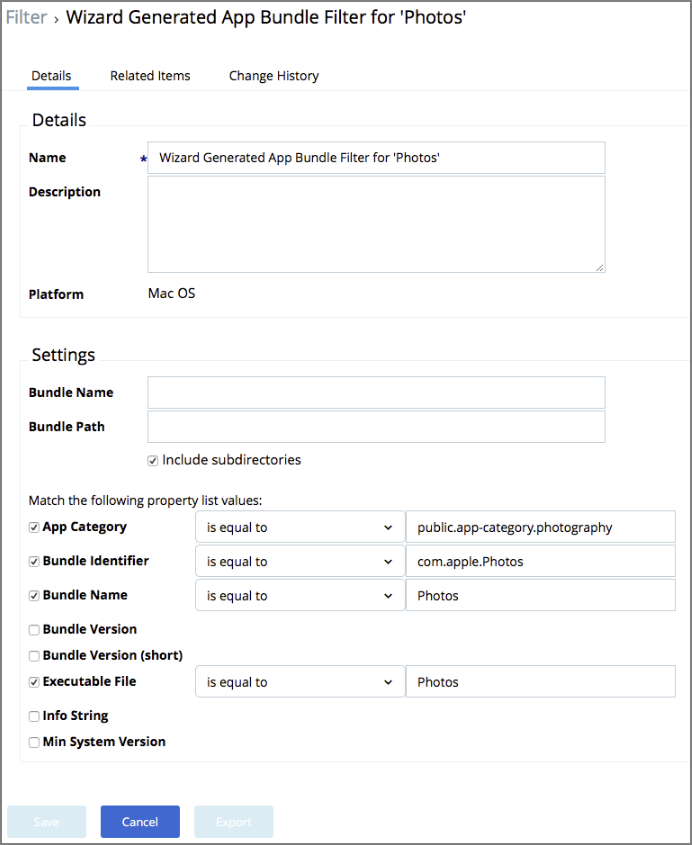 Filter › Wizard Generated App Bundle Filter for 'Photos'
Details Related Items Change History
Details
Name * Wizard Generated App Bundle Filter for 'Photos'
Description
Platform Mac OS
Settings
Bundle Name
Bundle Path
Include subdirectories
Match the following property list values:
App Category is equal to public.app-category.photography
Bundle Identifier is equal to com.apple.Photos
Bundle Name is equal to Photos
Bundle Version
Bundle Version (short)
Executable File is equal to Photos
Info String
Min System Version
Save Cancel Export